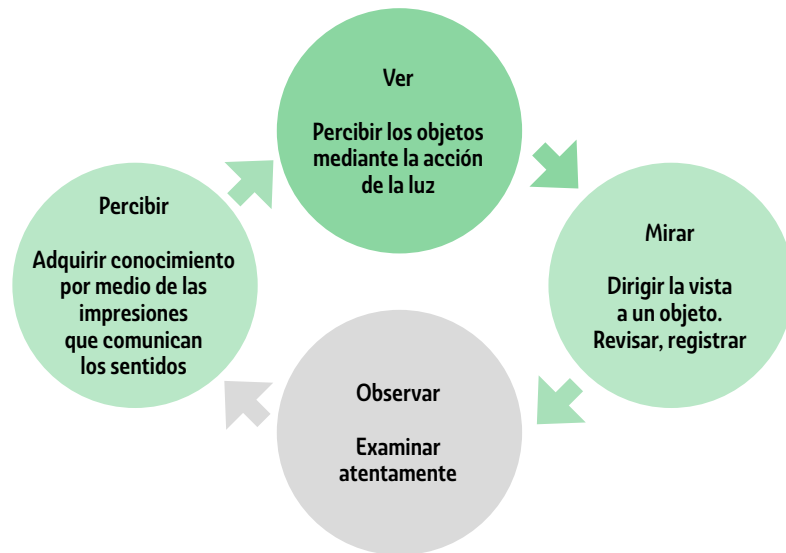 Ver
Percibir los objetos
mediante la acción
de la luz
Mirar
Dirigir la vista
a un objeto.
Revisar, registrar
Observar
Examinar
atentamente
Percibir
Adquirir conocimiento
por medio de las
impresiones
que comunican
los sentidos